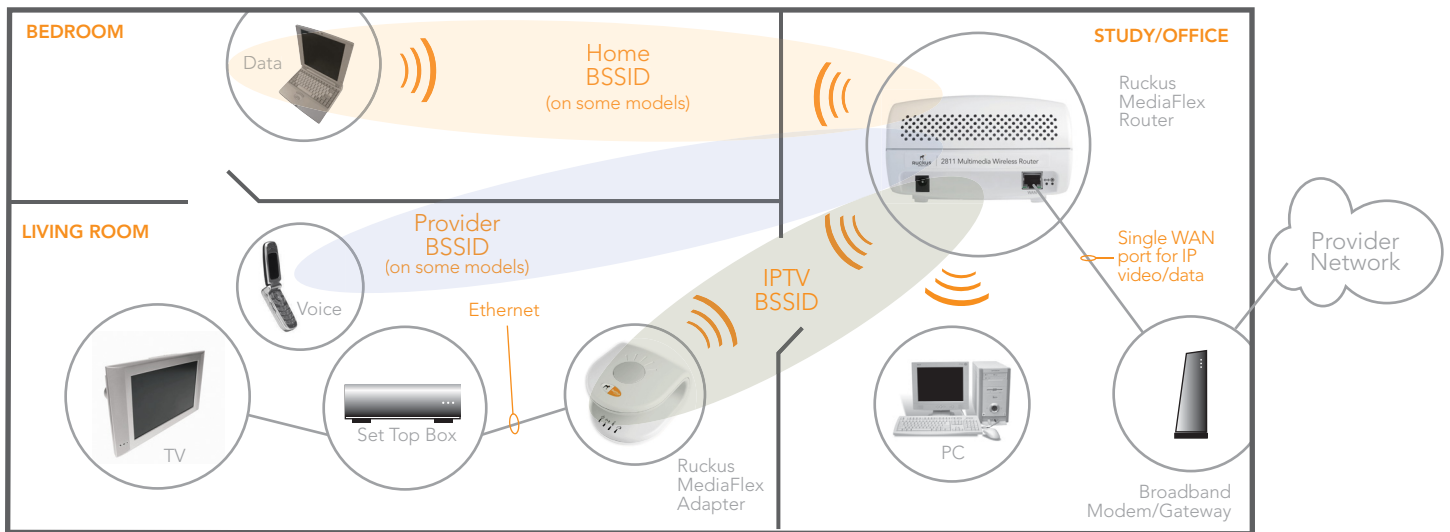 BEDROOM
Data
Home
BSSID
(on some models)
STUDY/OFFICE
Ruckus
MediaFlex
Router
Ruckus
2811 Multimedia Wireless Router
LIVING ROOM
Provider
BSSID
(on some models)
Voice
Ethernet
IPTV
BSSID
Single WAN
port for IP
video/data
Provider
Network
TV
Set Top Box
Ruckus
MediaFlex
Adapter
PC
Broadband
Modem/Gateway